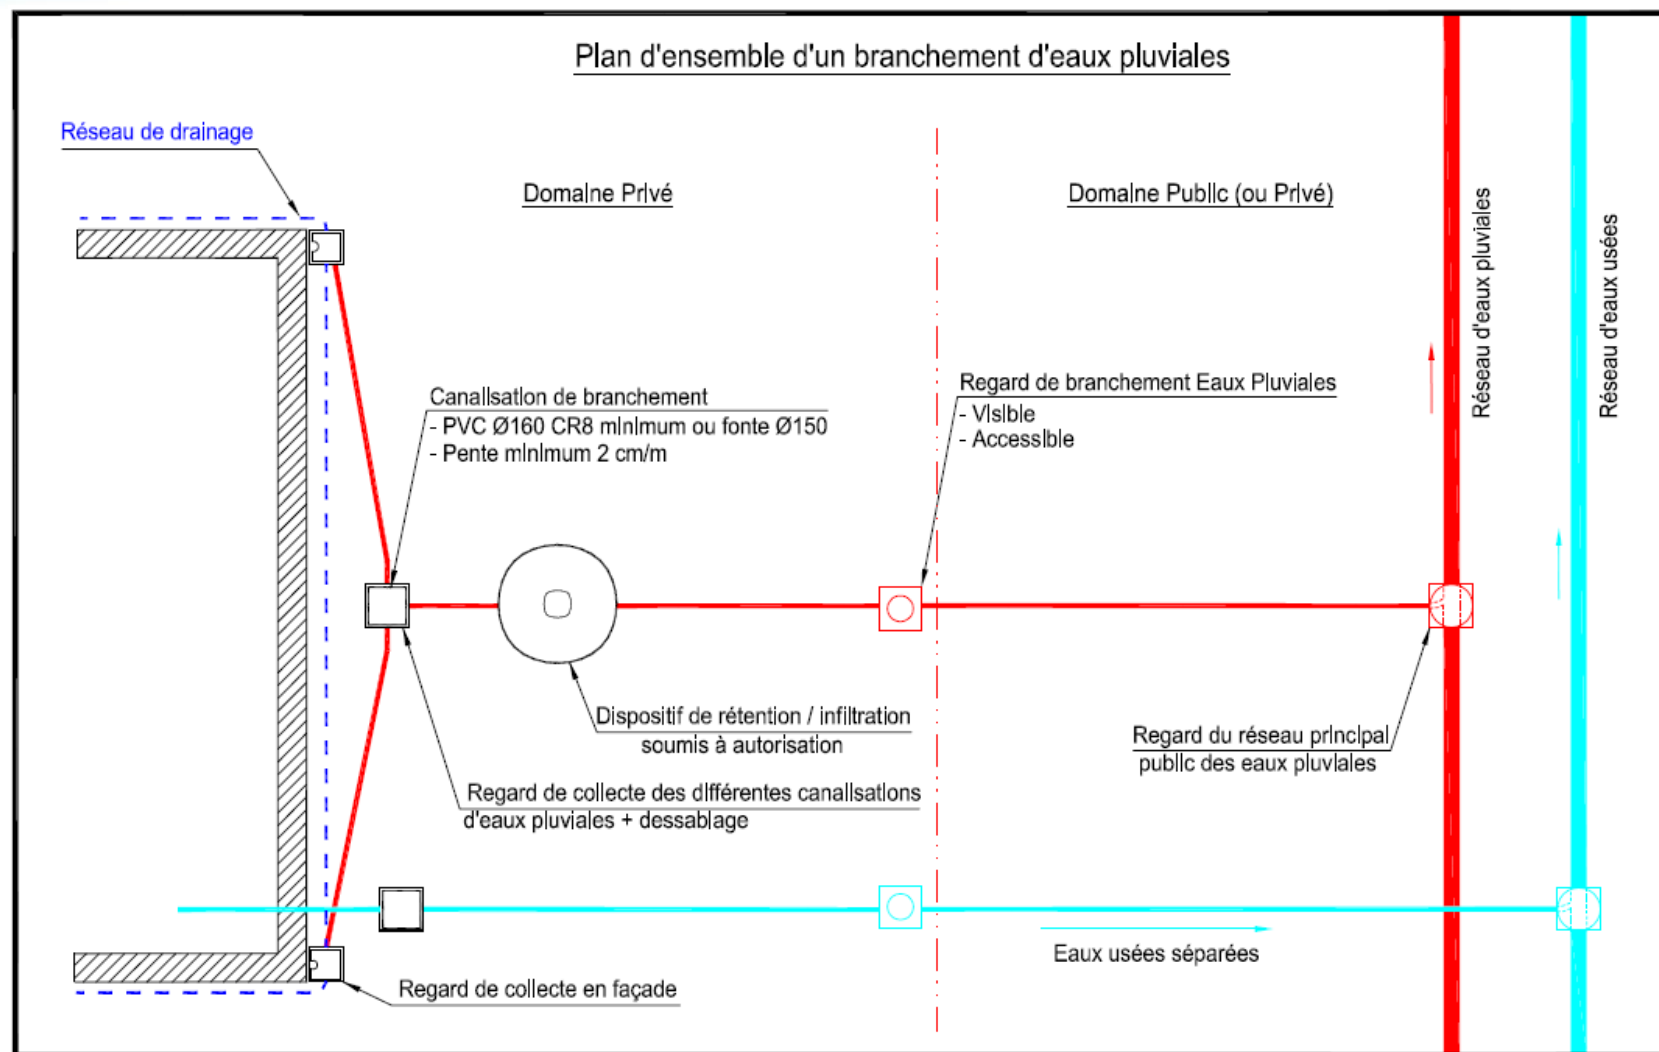 Plan d'ensemble d'un branchement d'eaux pluviales
Réseau de drainage
Domaine Privé
Domaine Public (ou Privé)
Réseau d'eaux pluviales
Réseau d'eaux usées
Canalisation de branchement
- PVC Ø160 CR8 minimum ou fonte Ø150
- Pente minimum 2 cm/m
Regard de branchement Eaux Pluviales
- Visible
- Accessible
Dispositif de rétention / infiltration
soumis à autorisation
Regard du réseau principal
public des eaux pluviales
Regard de collecte des différentes canalisations
d'eaux pluviales + dessablage
Eaux usées séparées
Regard de collecte en façade